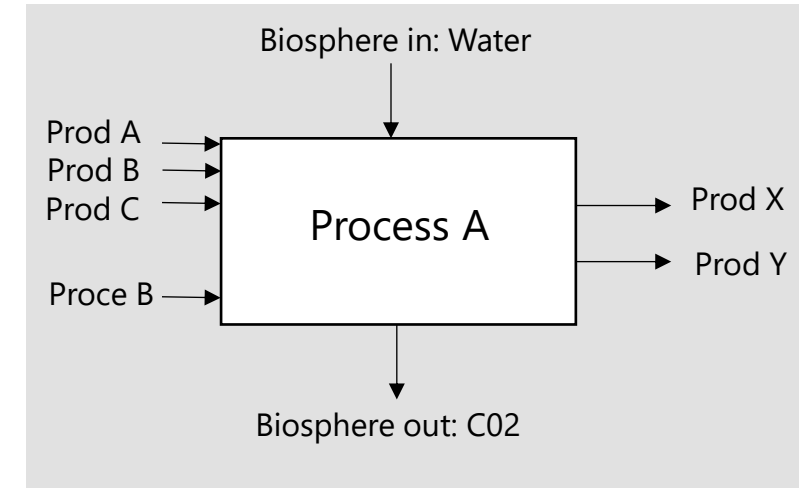 Biosphere in: Water
Prod A
Prod B
Prod C
Proce B
Process A
Prod X
Prod Y
Biosphere out: C02